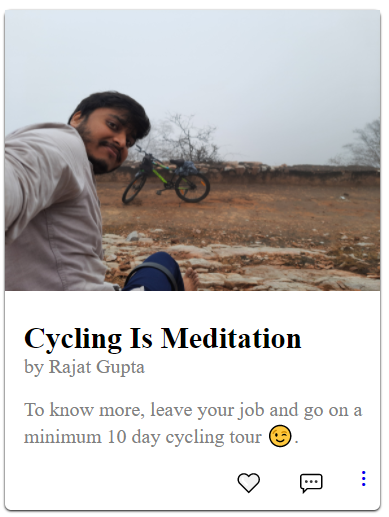 Cycling Is Meditation
by Rajat Gupta
To know more, leave your job and go on a
minimum 10 day cycling tour 😉.